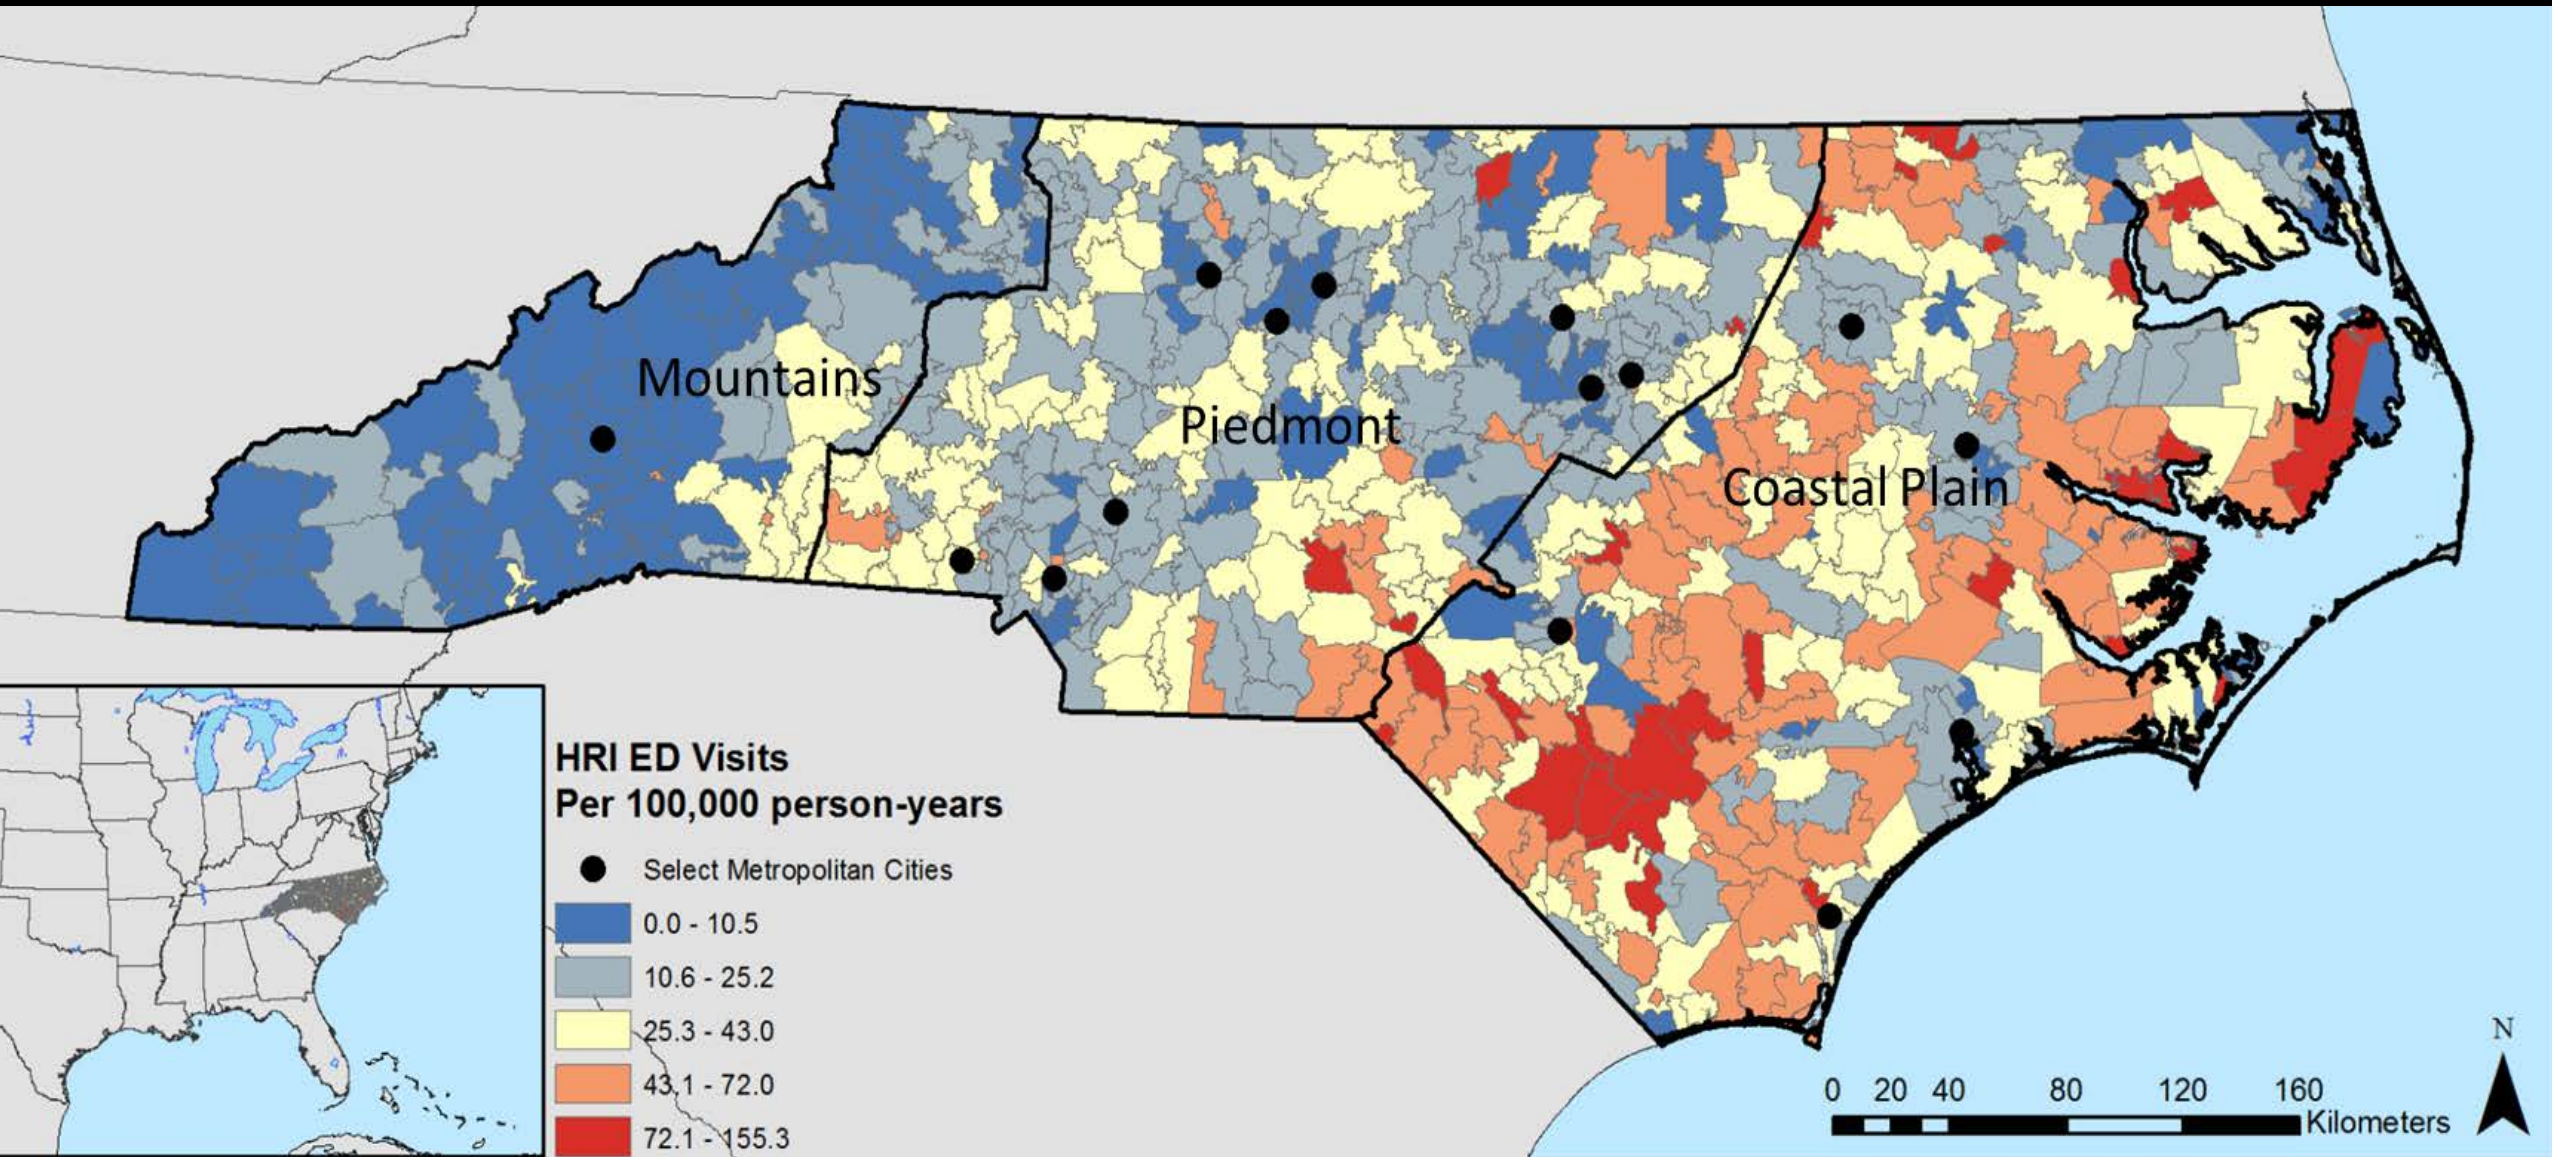 Mountains
Piedmont
Coastal Plain
HRI ED Visits
Per 100,000 person-years
Select Metropolitan Cities
0.0 - 10.5
10.6 - 25.2
25.3 - 43.0
43.1 - 72.0
72.1 - 155.3
N
0 20 40 80 120 160
Kilometers